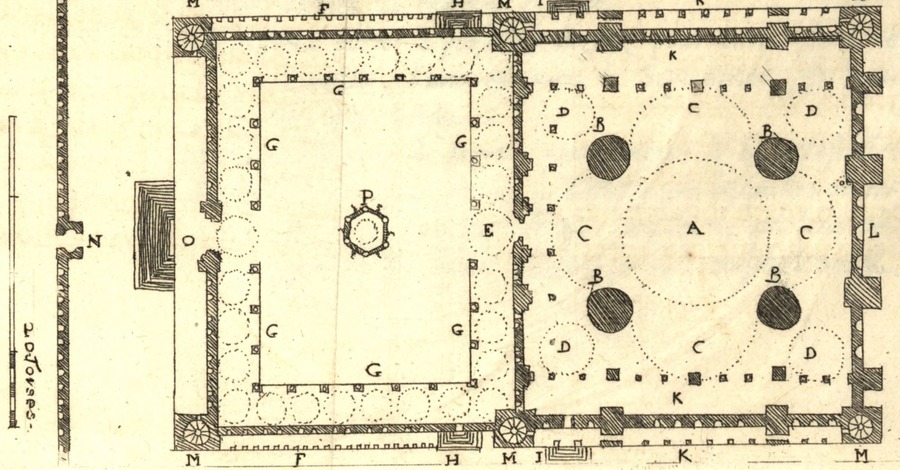 M F H M I K M
K
G C
D B B D
G G
P
N O E C A C L
B B
G G D C D
G
K
M F H M I K M
20 Toises.